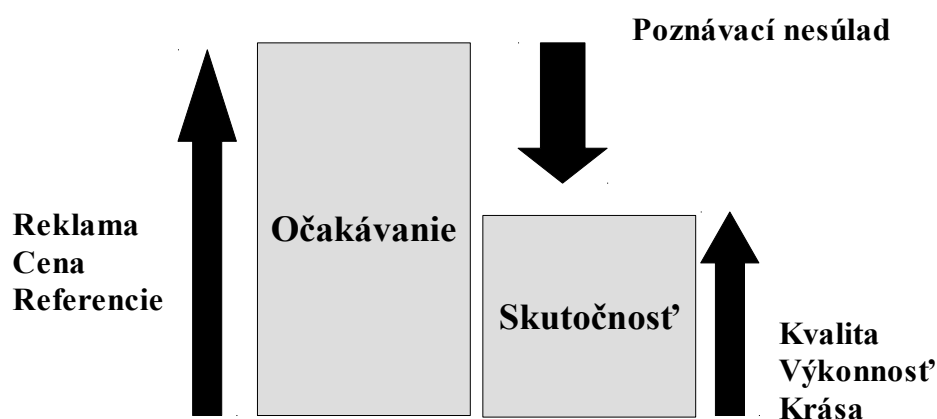 Poznávací nesúlad
Reklama
Cena
Referencie
Očakávanie
Skutočnosť
Kvalita
Výkonnosť
Krása